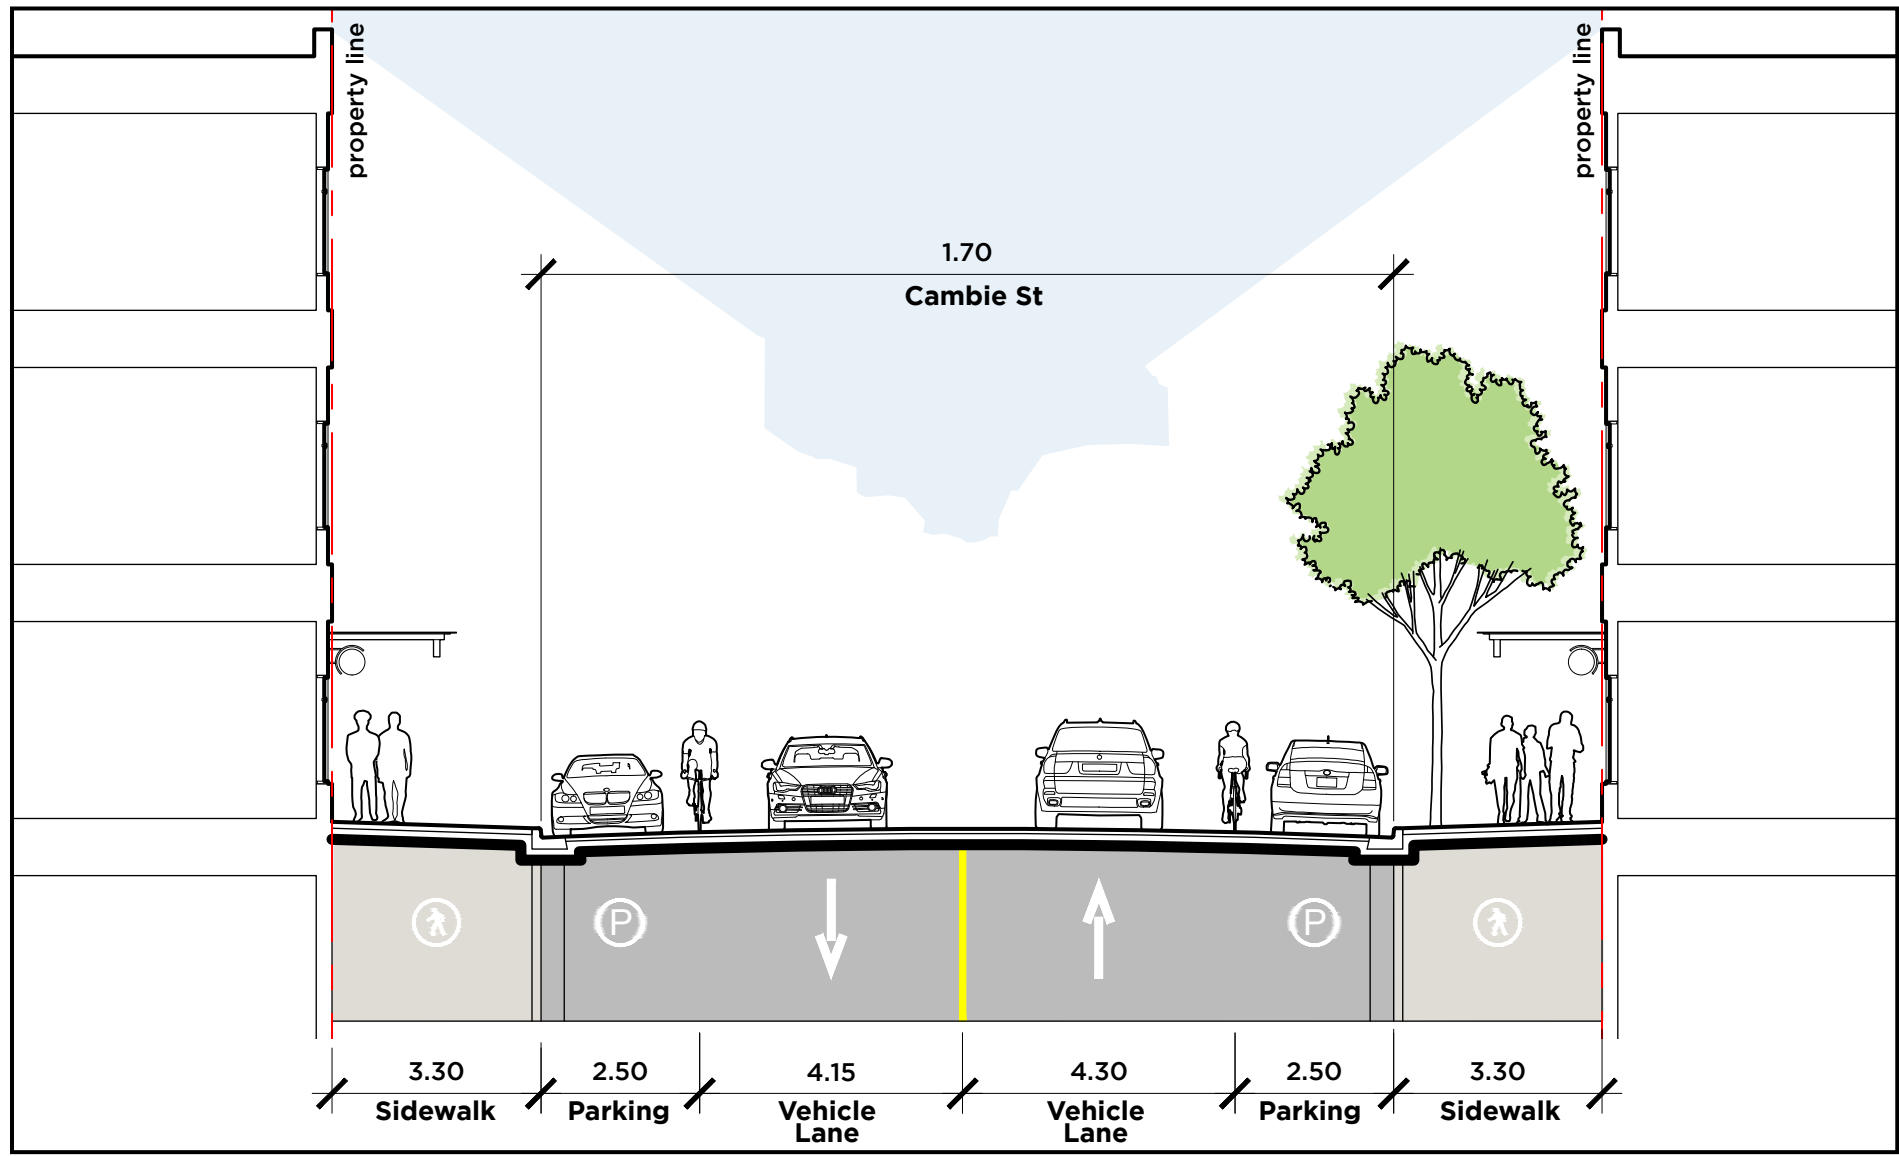 property line
property line
1.70
Cambie St
P
P
3.30
2.50
4.15
4.30
2.50
3.30
Sidewalk
Parking
Vehicle
Lane
Vehicle
Lane
Parking
Sidewalk